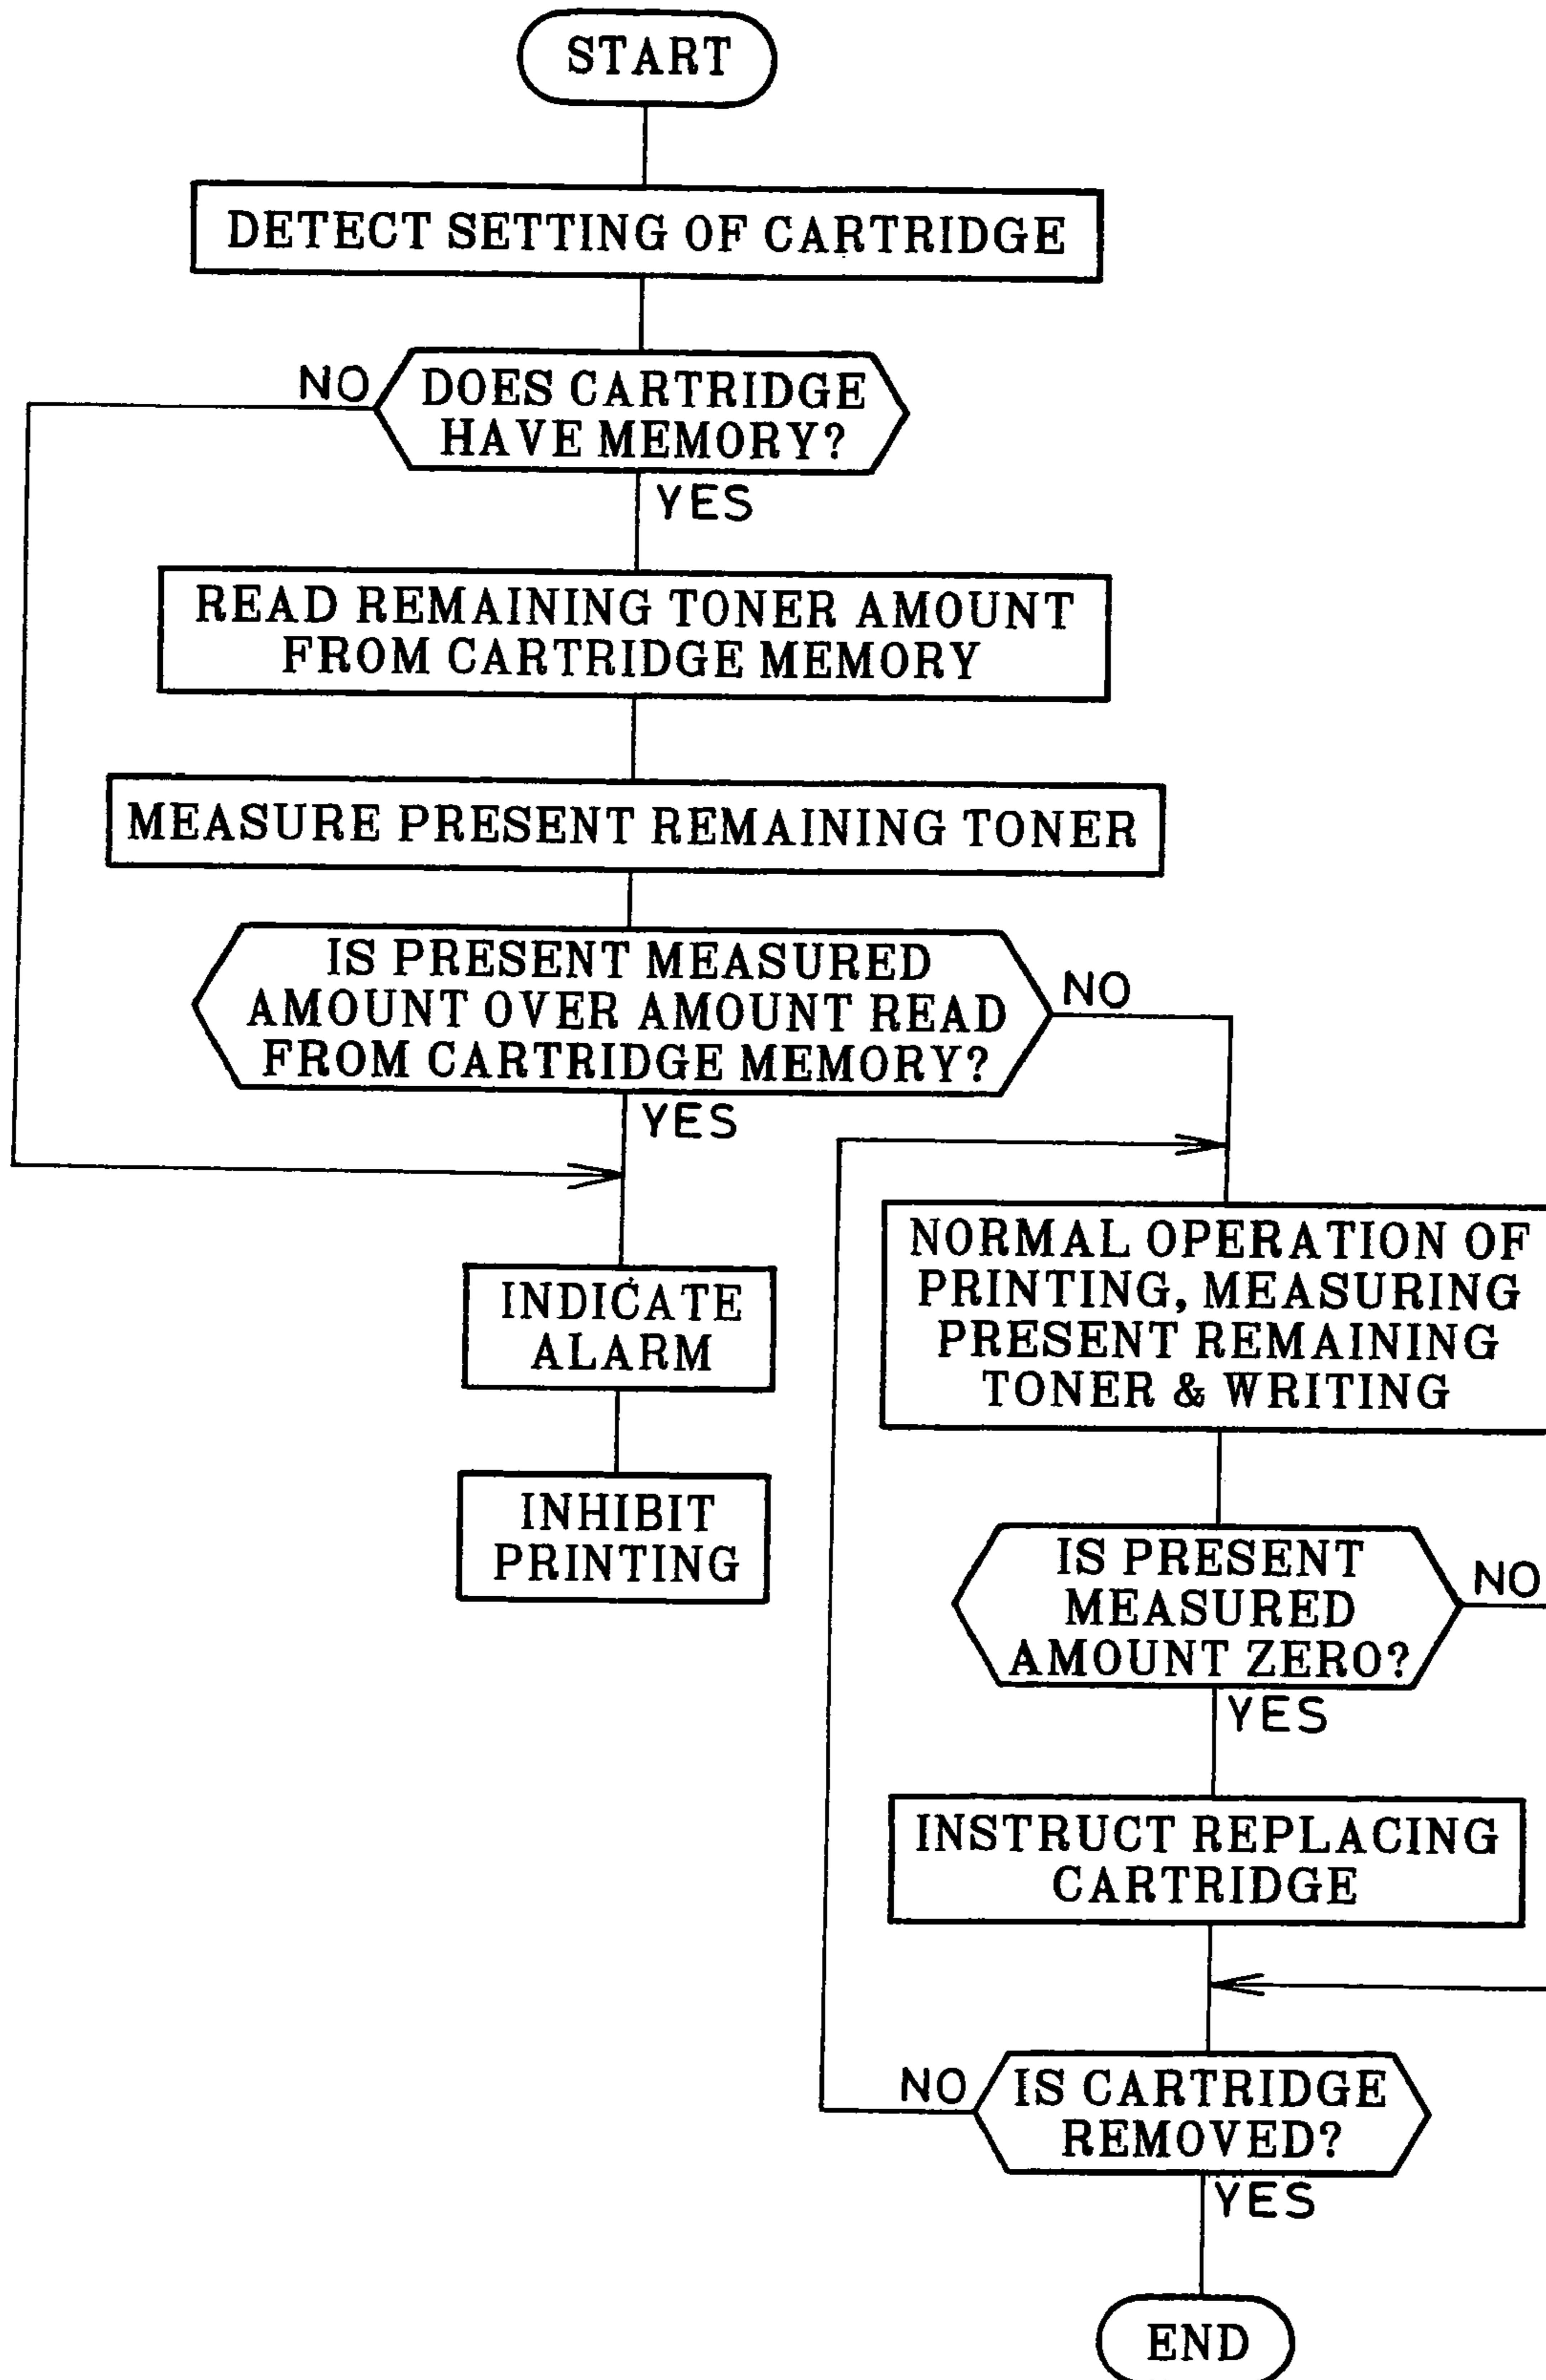 START
DETECT SETTING OF CARTRIDGE
NO
DOES CARTRIDGE
HAVE MEMORY?
YES
READ REMAINING TONER AMOUNT
FROM CARTRIDGE MEMORY
MEASURE PRESENT REMAINING TONER
IS PRESENT MEASURED
AMOUNT OVER AMOUNT READ
FROM CARTRIDGE MEMORY?
NO
YES
INDICATE
ALARM
INHIBIT
PRINTING
NORMAL OPERATION OF
PRINTING, MEASURING
PRESENT REMAINING
TONER & WRITING
IS PRESENT
MEASURED
AMOUNT ZERO?
NO
YES
INSTRUCT REPLACING
CARTRIDGE
NO
IS CARTRIDGE
REMOVED?
YES
END